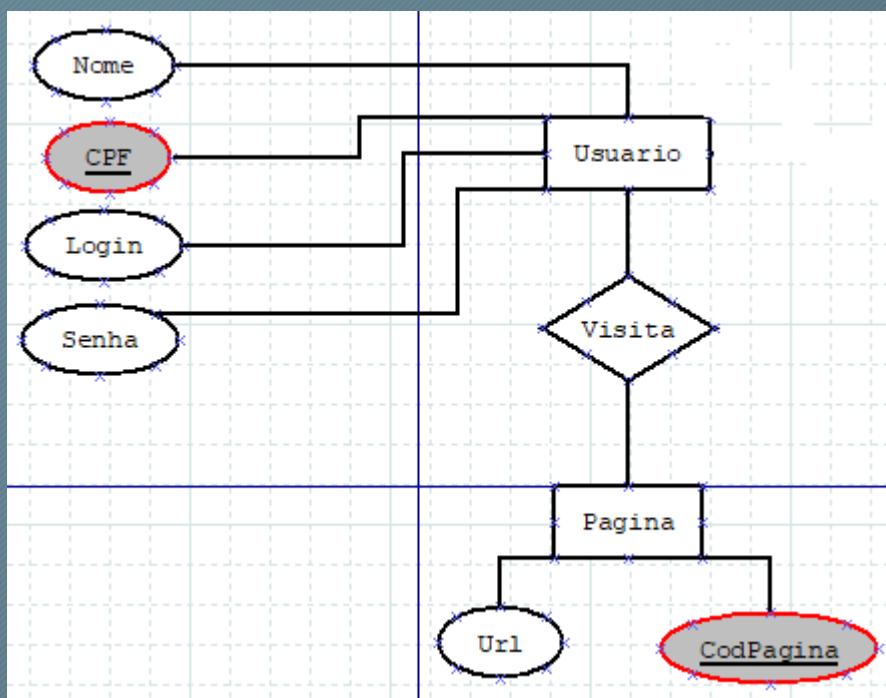 Nome
CPF
Usuario
Login
Senha
Visita
Pagina
Url
CodPagina